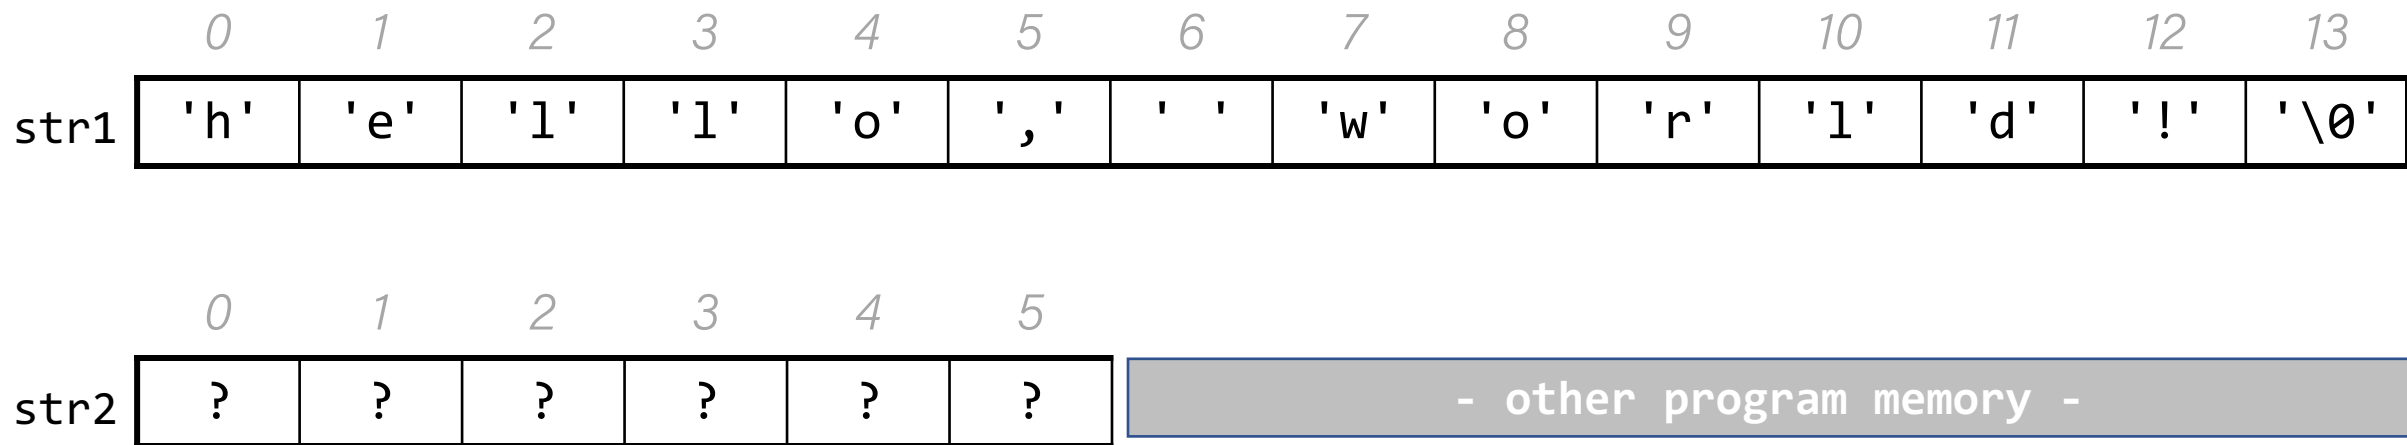 0 1 2 3 4 5 6 7 8 9 10 11 12 13
str1 'h' 'e' 'l' 'l' 'o' ',' ' ' 'w' 'o' 'r' 'l' 'd' '!' '\0'
0 1 2 3 4 5
str2 ? ? ? ? ? ? - other program memory -